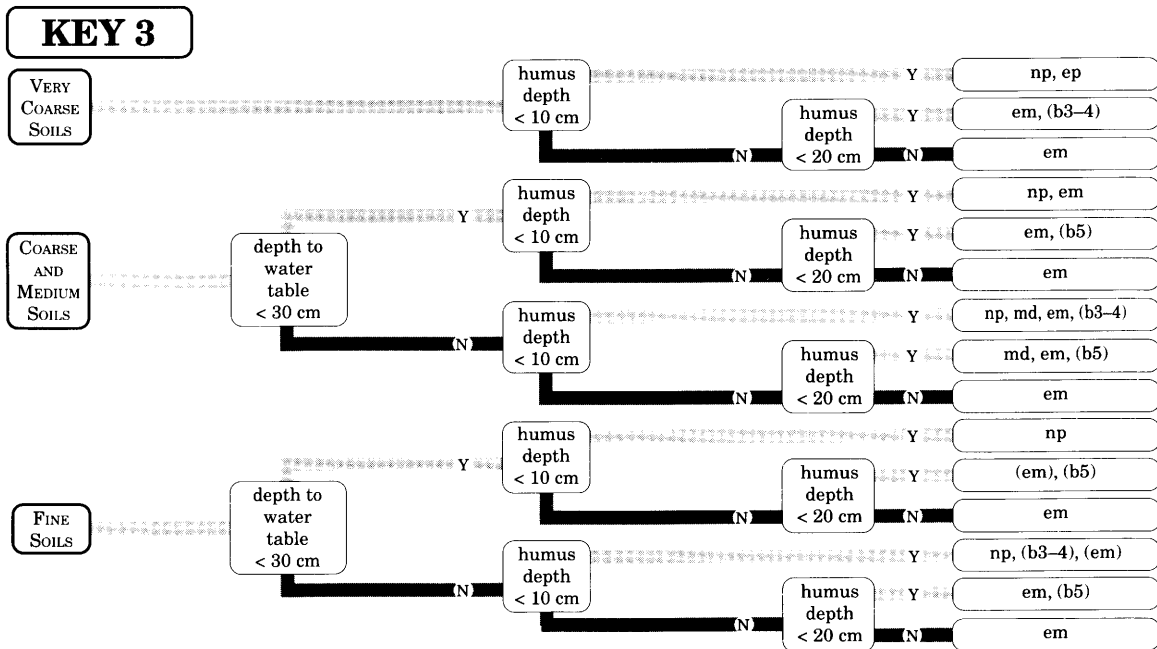 KEY 3
VERY
COARSE
SOILS
humus
depth
< 10 cm
Y
np, ep
N
humus
depth
< 20 cm
Y
em, (b3–4)
N
em
COARSE
AND
MEDIUM
SOILS
depth to
water
table
< 30 cm
Y
humus
depth
< 10 cm
Y
np, em
N
humus
depth
< 20 cm
Y
em, (b5)
N
em
N
humus
depth
< 10 cm
Y
np, md, em, (b3–4)
N
humus
depth
< 20 cm
Y
md, em, (b5)
N
em
FINE
SOILS
depth to
water
table
< 30 cm
Y
humus
depth
< 10 cm
Y
np
N
humus
depth
< 20 cm
Y
(em), (b5)
N
em
N
humus
depth
< 10 cm
Y
np, (b3–4), (em)
N
humus
depth
< 20 cm
Y
em, (b5)
N
em